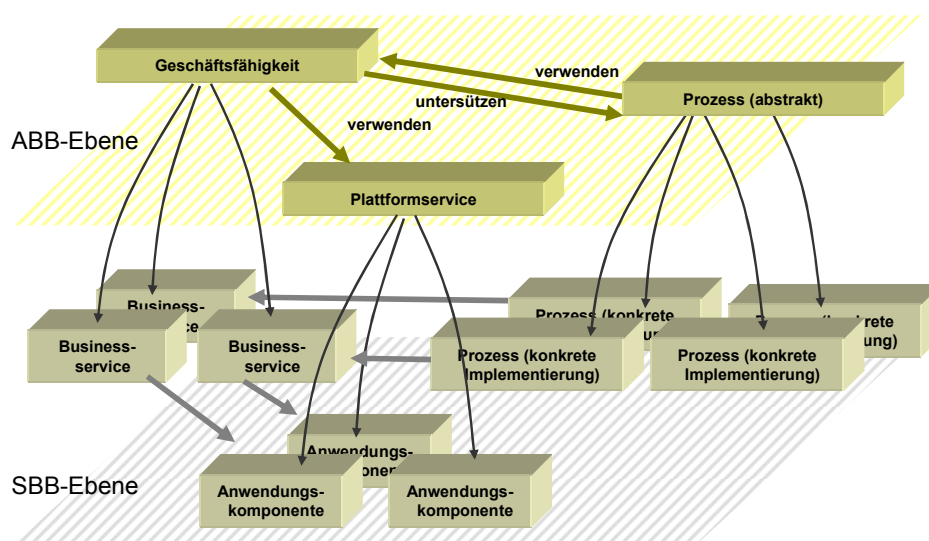 Geschäftsfähigkeit
verwenden
Prozess (abstrakt)
untersützen
verwenden
ABB-Ebene
Plattformservice
Business-
Prozess (konkrete
Business-
service
Business-
service
Prozess (konkrete
Implementierung)
Prozess (konkrete
Implementierung)
Anwendungs-
SBB-Ebene
Anwendungs-
komponente
Anwendungs-
komponente